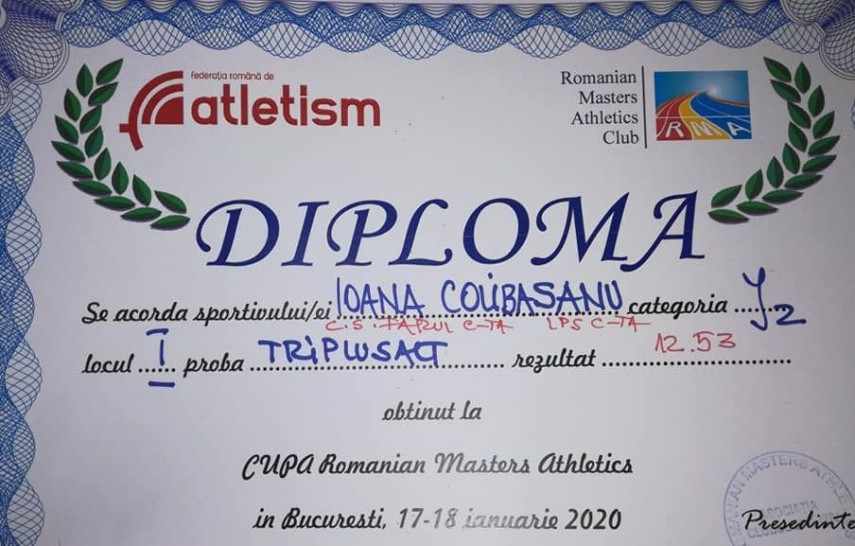 federația română de
atletism
Romanian
Masters
Athletics
Club
RMA
DIPLOMA
Se acorda sportivului/ei IOANA COLIBASANU categoria J2
C.S. FARUL C-TA LPS C-TA
locul I proba TRIPLUSALT rezultat 12.53
obtinut la
CUPA Romanian Masters Athletics
in Bucuresti, 17-18 ianuarie 2020
Presedinte